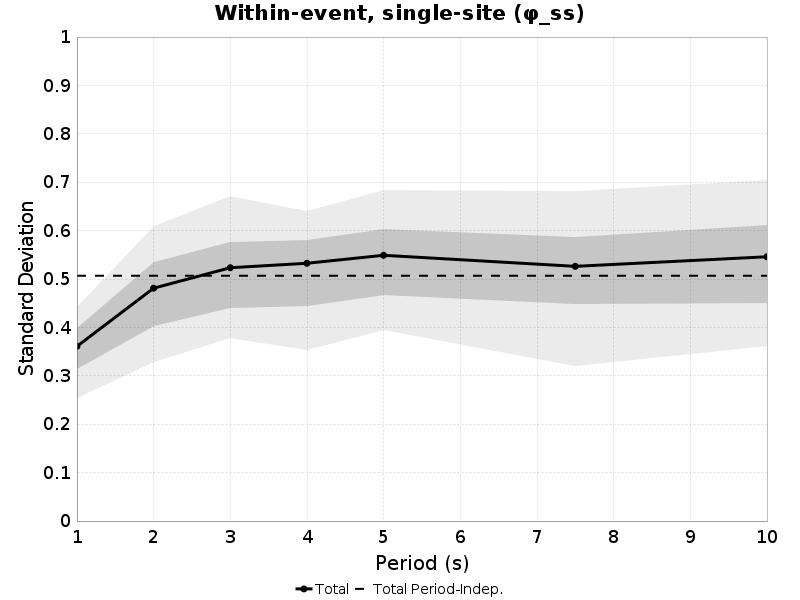 Within-event, single-site (φ_ss)
1
0.9
0.8
0.7
0.6
0.5
0.4
0.3
0.2
0.1
0
Standard Deviation
1 2 3 4 5 6 7 8 9 10
Period (s)
Total Total Period-Indep.